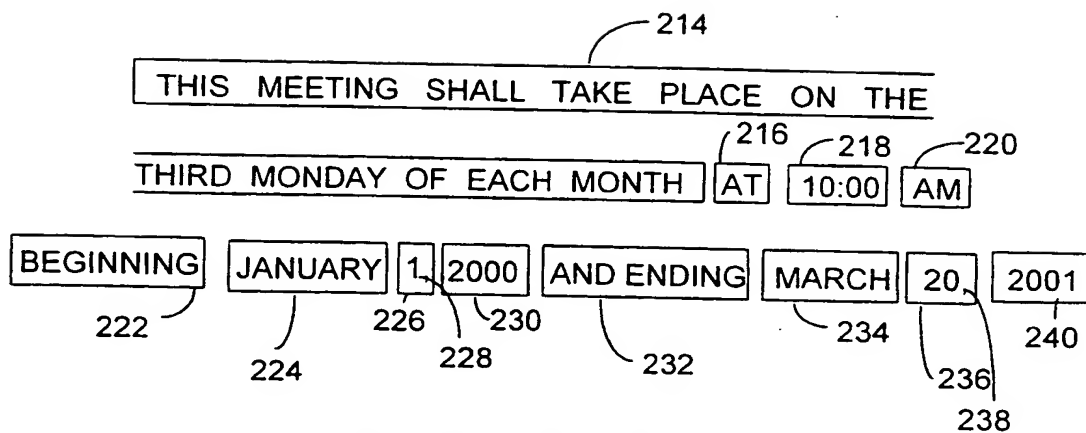 214
THIS MEETING SHALL TAKE PLACE ON THE
216 218 220
THIRD MONDAY OF EACH MONTH AT 10:00 AM
BEGINNING JANUARY 1, 2000 AND ENDING MARCH 20, 2001
222 224 226 228 230 232 234 236 238 240